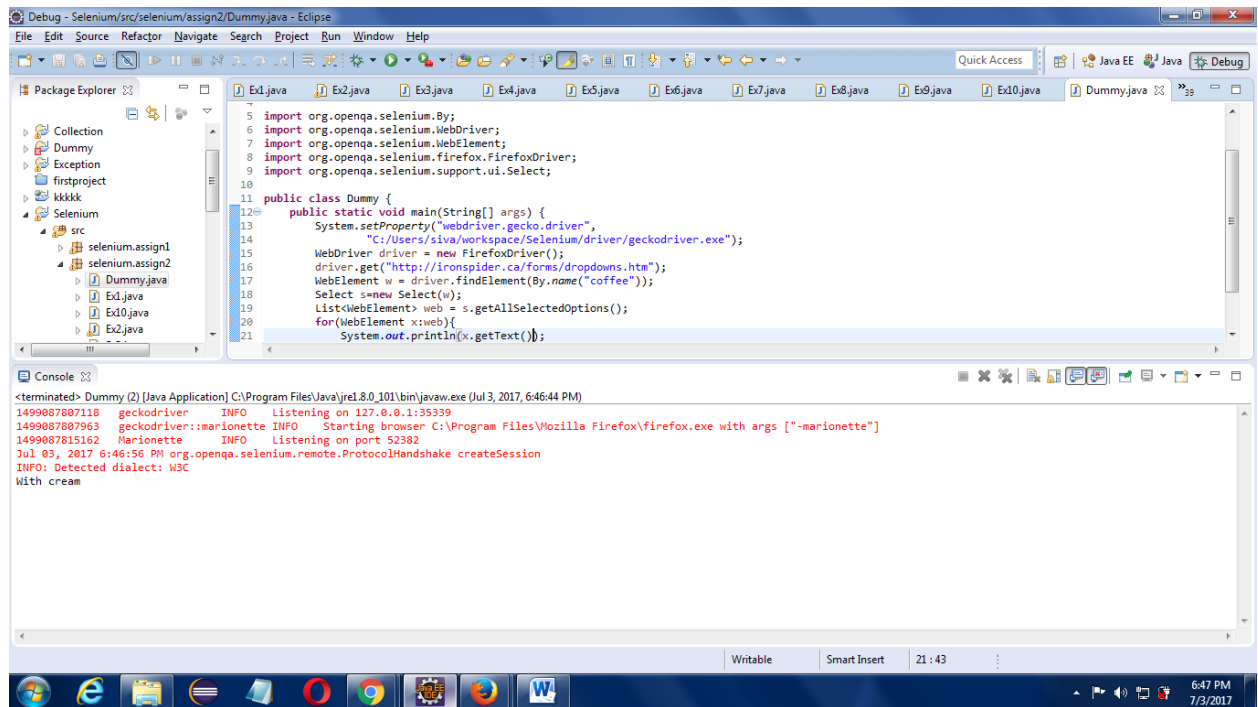 Debug - Selenium/src/selenium/assign2/Dummy.java - Eclipse
File Edit Source Refactor Navigate Search Project Run Window Help
Quick Access Java EE Java Debug
Package Explorer
Ex1.java Ex2.java Ex3.java Ex4.java Ex5.java Ex6.java Ex7.java Ex8.java Ex9.java Ex10.java Dummy.java »39
Collection
Dummy
Exception
firstproject
kkkkk
Selenium
src
selenium.assign1
selenium.assign2
Dummy.java
Ex1.java
Ex10.java
Ex2.java
5 import org.openqa.selenium.By;
6 import org.openqa.selenium.WebDriver;
7 import org.openqa.selenium.WebElement;
8 import org.openqa.selenium.firefox.FirefoxDriver;
9 import org.openqa.selenium.support.ui.Select;
10
11 public class Dummy {
12 public static void main(String[] args) {
13 System.setProperty("webdriver.gecko.driver",
14 "C:/Users/siva/workspace/Selenium/driver/geckodriver.exe");
15 WebDriver driver = new FirefoxDriver();
16 driver.get("http://ironspider.ca/forms/dropdowns.htm");
17 WebElement w = driver.findElement(By.name("coffee"));
18 Select s=new Select(w);
19 List<WebElement> web = s.getAllSelectedOptions();
20 for(WebElement x:web){
21 System.out.println(x.getText());
Console
<terminated> Dummy (2) [Java Application] C:\Program Files\Java\jre1.8.0_101\bin\javaw.exe (Jul 3, 2017, 6:46:44 PM)
1499087807118 geckodriver INFO Listening on 127.0.0.1:35339
1499087807963 geckodriver::marionette INFO Starting browser C:\Program Files\Mozilla Firefox\firefox.exe with args ["-marionette"]
1499087815162 Marionette INFO Listening on port 52382
Jul 03, 2017 6:46:56 PM org.openqa.selenium.remote.ProtocolHandshake createSession
INFO: Detected dialect: W3C
With cream
Writable Smart Insert 21 : 43
Java EE IDE
W
6:47 PM
7/3/2017